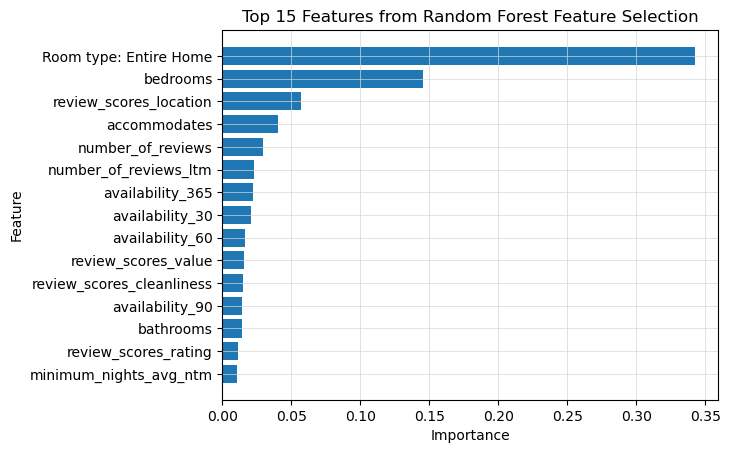 Top 15 Features from Random Forest Feature Selection
Feature
Room type: Entire Home
bedrooms
review_scores_location
accommodates
number_of_reviews
number_of_reviews_ltm
availability_365
availability_30
availability_60
review_scores_value
review_scores_cleanliness
availability_90
bathrooms
review_scores_rating
minimum_nights_avg_ntm
0.00 0.05 0.10 0.15 0.20 0.25 0.30 0.35
Importance